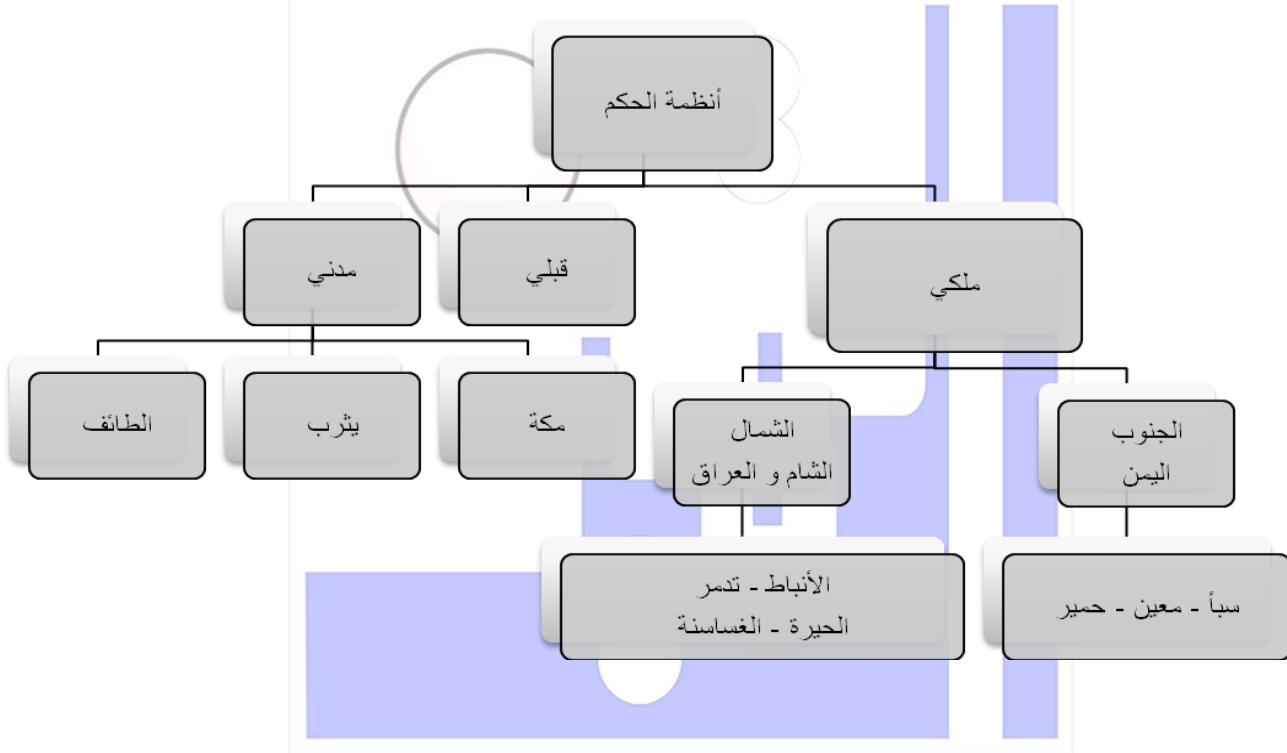 أنظمة الحكم
ملكي
قبلي
مدني
الجنوب
اليمن
الشمال
الشام و العراق
مكة
يثرب
الطائف
سبأ - معين - حمير
الأنباط - تدمر
الحيرة - الغساسنة